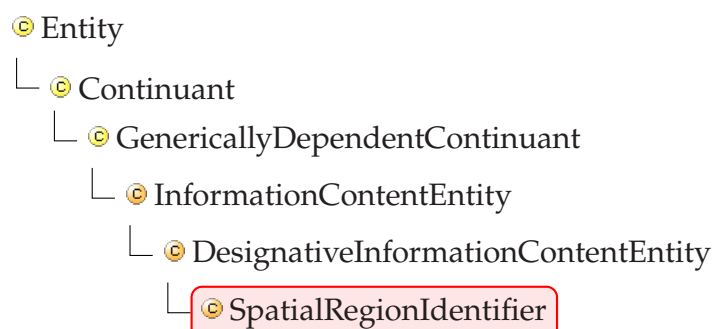 Entity
Continuant
GenericallyDependentContinuant
InformationContentEntity
DesignativeInformationContentEntity
SpatialRegionIdentifier